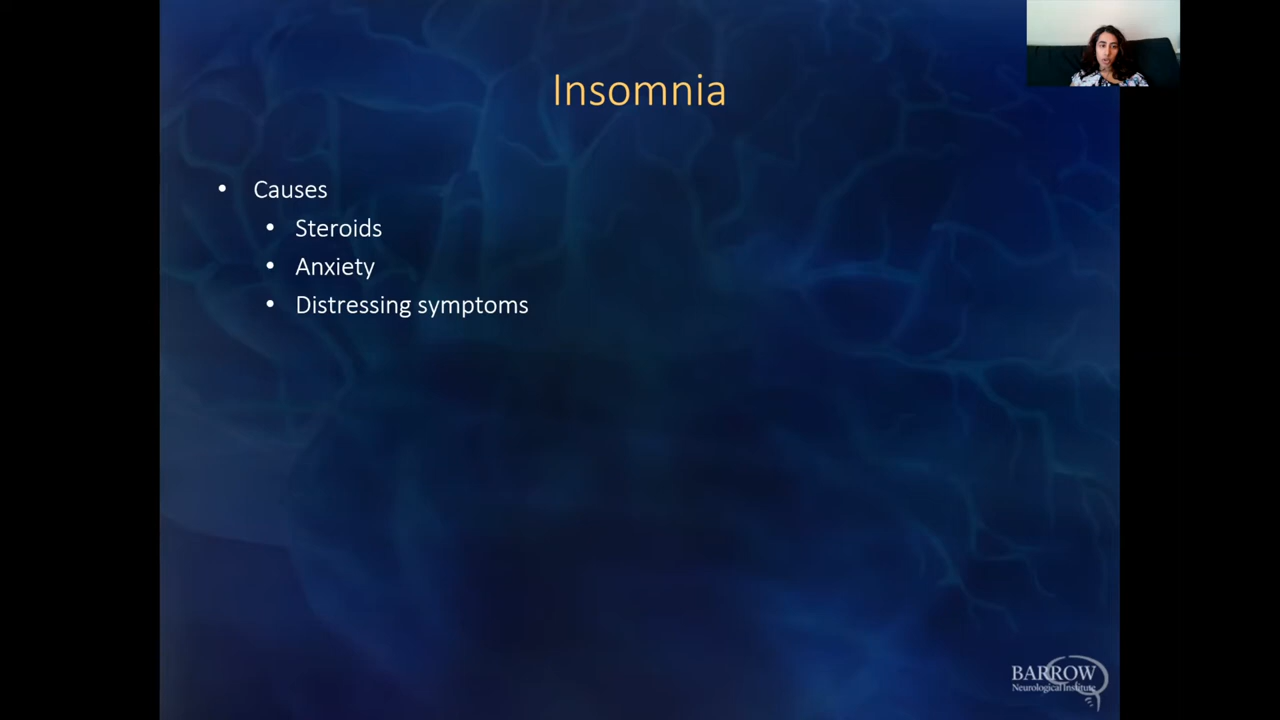 Insomnia
• Causes
• Steroids
• Anxiety
• Distressing symptoms
BARROW
Neurological Institute